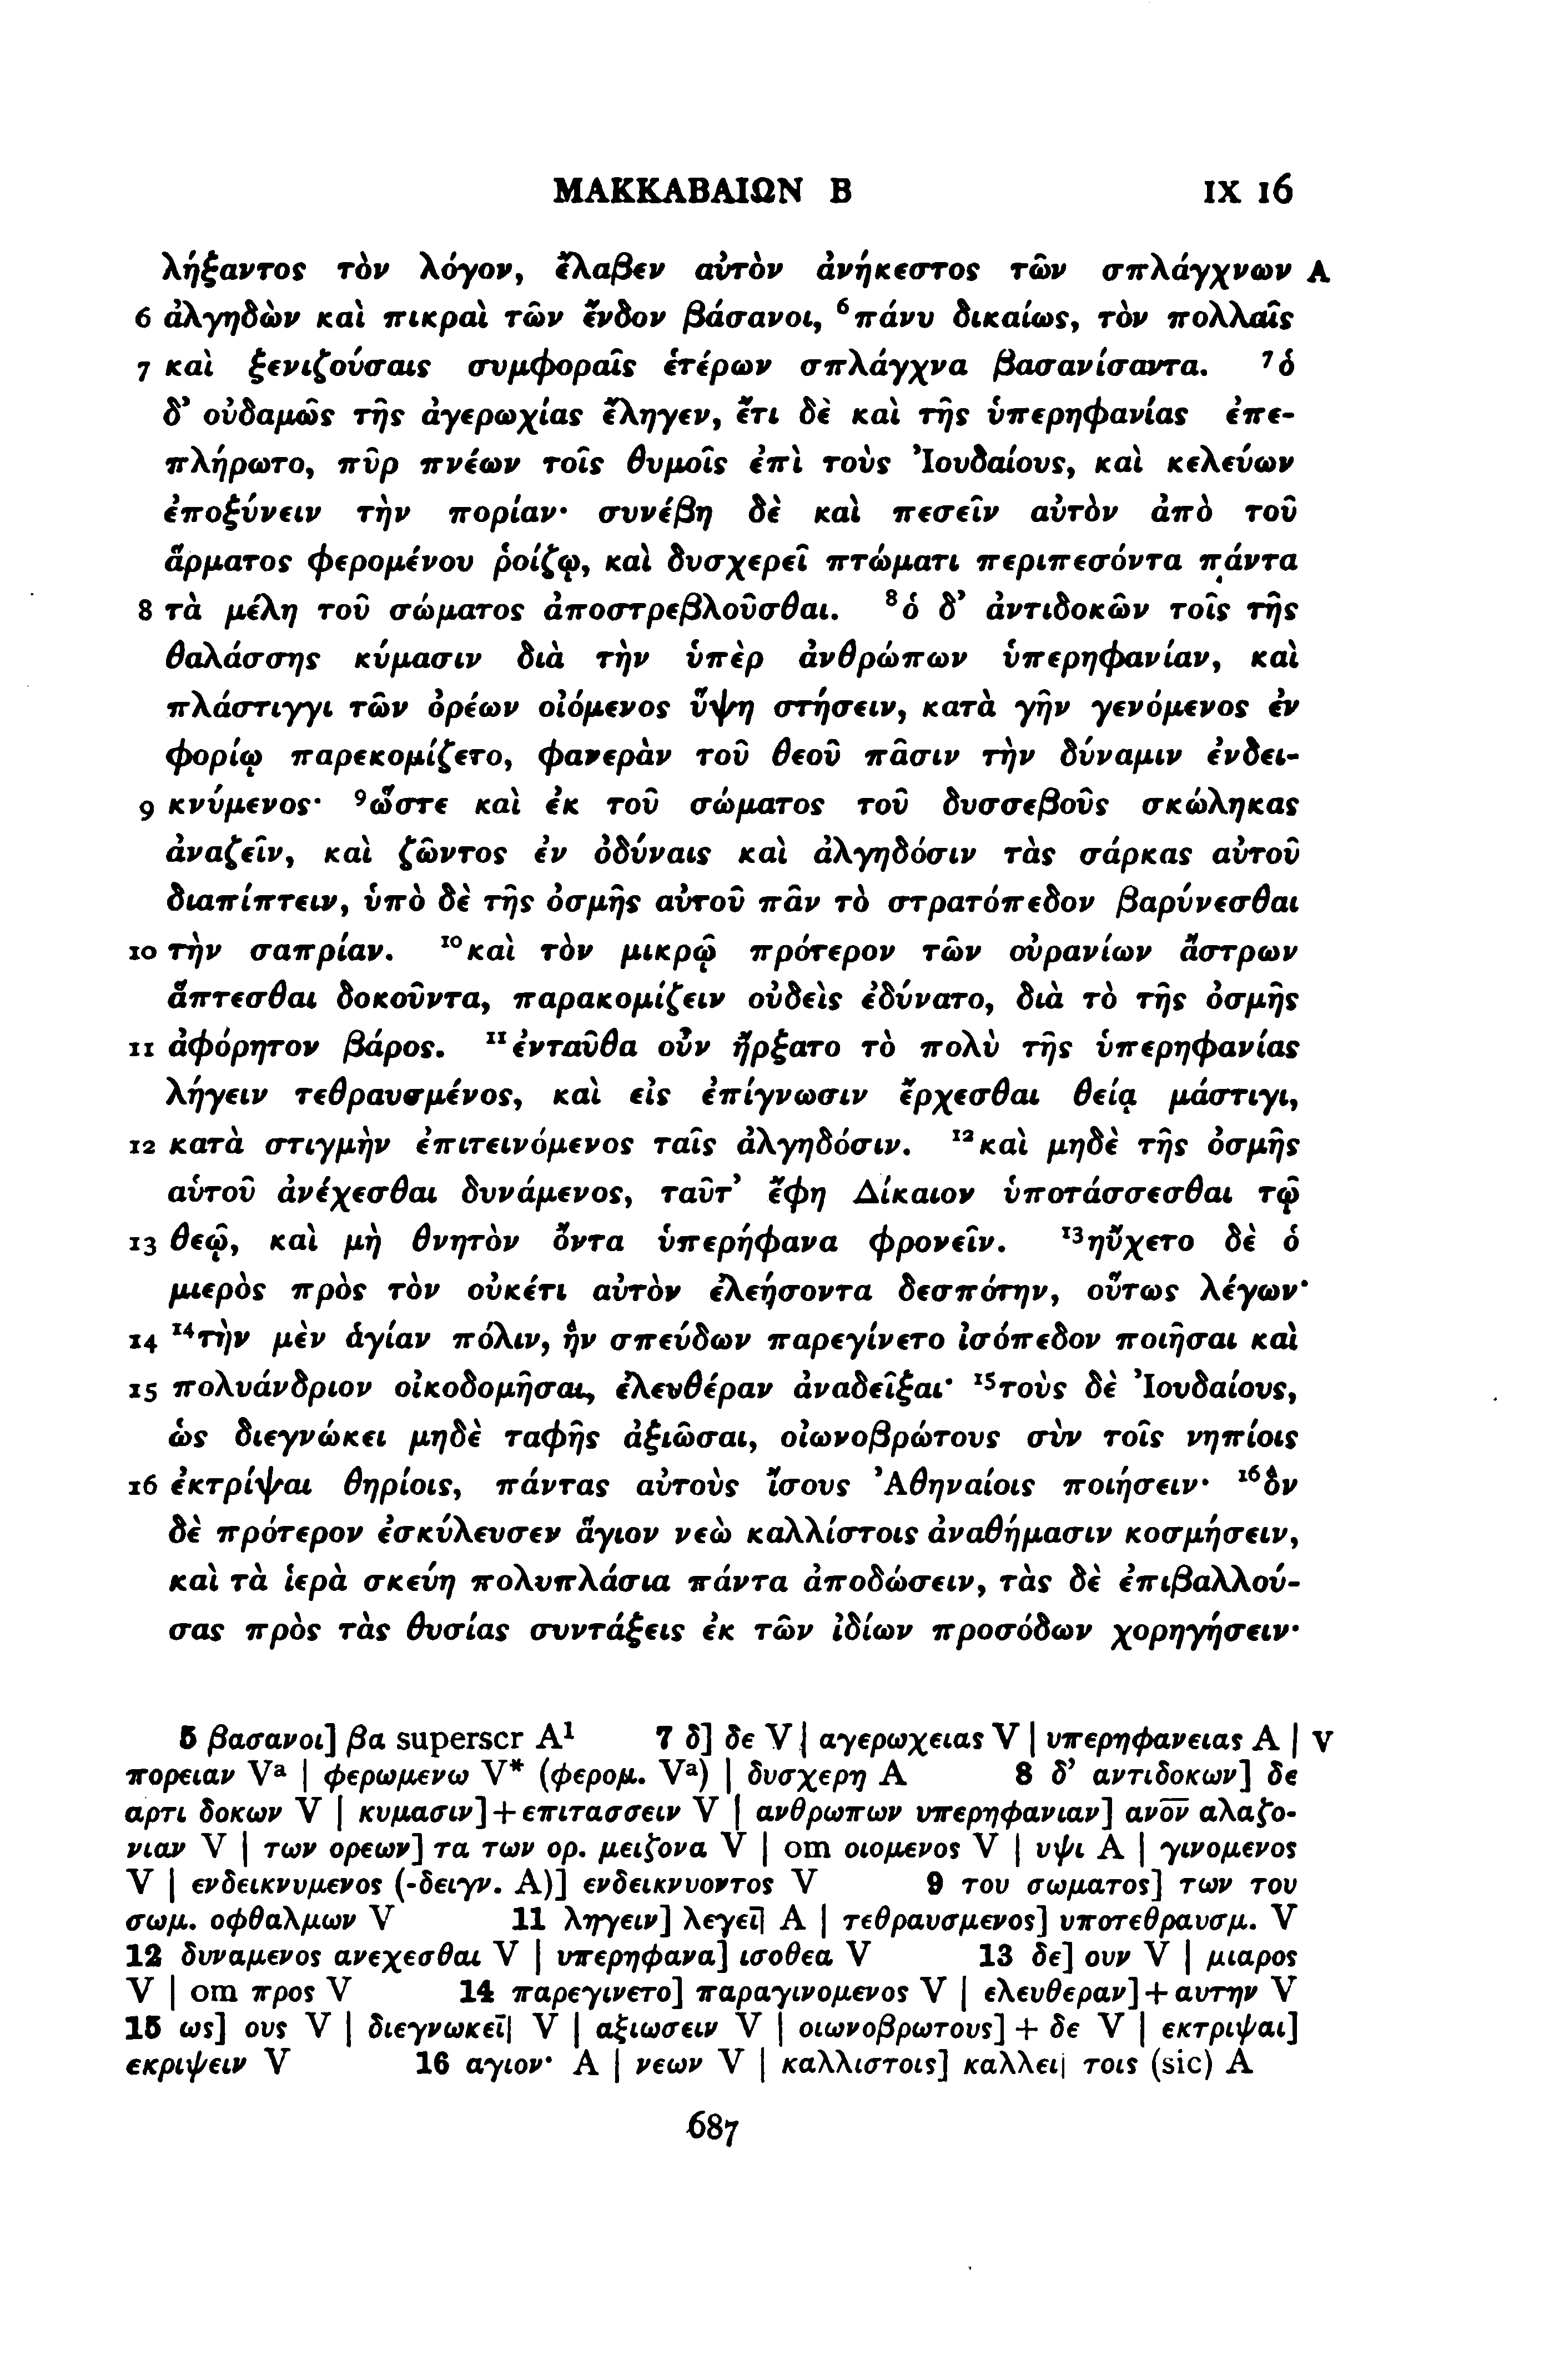 ΜΑΚΚΑΒΑΙΩΝ Β IX 16
λήξαντος τὸν λόγον, ἔλαβεν αὐτὸν ἀνήκεστος τῶν σπλάγχνων A
6 ἀλγηδὼν καὶ πικραὶ τῶν ἔνδον βάσανοι, ⁶πάνυ δικαίως, τὸν πολλαῖς
7 καὶ ξενιζούσαις συμφοραῖς ἑτέρων σπλάγχνα βασανίσαντα. ⁷ὁ
δ’ οὐδαμῶς τῆς ἀγερωχίας ἔληγεν, ἔτι δὲ καὶ τῆς ὑπερηφανίας ἐπε-
πλήρωτο, πῦρ πνέων τοῖς θυμοῖς ἐπὶ τοὺς Ἰουδαίους, καὶ κελεύων
ἐποξύνειν τὴν πορίαν· συνέβη δὲ καὶ πεσεῖν αὐτὸν ἀπὸ τοῦ
ἅρματος φερομένου ῥοίζῳ, καὶ δυσχερεῖ πτώματι περιπεσόντα πάντα
8 τὰ μέλη τοῦ σώματος ἀποστρεβλοῦσθαι. ⁸ὁ δ’ ἀντιδοκῶν τοῖς τῆς
θαλάσσης κύμασιν διὰ τὴν ὑπὲρ ἀνθρώπων ὑπερηφανίαν, καὶ
πλάστιγγι τῶν ὀρέων οἰόμενος ὕψη στήσειν, κατὰ γῆν γενόμενος ἐν
φορίῳ παρεκομίζετο, φανερὰν τοῦ θεοῦ πᾶσιν τὴν δύναμιν ἐνδει-
9 κνύμενος· ⁹ὥστε καὶ ἐκ τοῦ σώματος τοῦ δυσσεβοῦς σκώληκας
ἀναζεῖν, καὶ ζῶντος ἐν ὀδύναις καὶ ἀλγηδόσιν τὰς σάρκας αὐτοῦ
διαπίπτειν, ὑπὸ δὲ τῆς ὀσμῆς αὐτοῦ πᾶν τὸ στρατόπεδον βαρύνεσθαι
10 τὴν σαπρίαν. ¹⁰καὶ τὸν μικρῷ πρότερον τῶν οὐρανίων ἄστρων
ἅπτεσθαι δοκοῦντα, παρακομίζειν οὐδεὶς ἐδύνατο, διὰ τὸ τῆς ὀσμῆς
11 ἀφόρητον βάρος. ¹¹ἐνταῦθα οὖν ἤρξατο τὸ πολὺ τῆς ὑπερηφανίας
λήγειν τεθραυσμένος, καὶ εἰς ἐπίγνωσιν ἔρχεσθαι θείᾳ μάστιγι,
12 κατὰ στιγμὴν ἐπιτεινόμενος ταῖς ἀλγηδόσιν. ¹²καὶ μηδὲ τῆς ὀσμῆς
αὑτοῦ ἀνέχεσθαι δυνάμενος, ταῦτ’ ἔφη Δίκαιον ὑποτάσσεσθαι τῷ
13 θεῷ, καὶ μὴ θνητὸν ὄντα ὑπερήφανα φρονεῖν. ¹³ηὔχετο δὲ ὁ
μιερὸς πρὸς τὸν οὐκέτι αὐτὸν ἐλεήσοντα δεσπότην, οὕτως λέγων·
14 ¹⁴τὴν μὲν ἁγίαν πόλιν, ἣν σπεύδων παρεγίνετο ἰσόπεδον ποιῆσαι καὶ
15 πολυάνδριον οἰκοδομῆσαι, ἐλευθέραν ἀναδεῖξαι· ¹⁵τοὺς δὲ Ἰουδαίους,
ὡς διεγνώκει μηδὲ ταφῆς ἀξιῶσαι, οἰωνοβρώτους σὺν τοῖς νηπίοις
16 ἐκτρίψαι θηρίοις, πάντας αὐτοὺς ἴσους Ἀθηναίοις ποιήσειν· ¹⁶ὃν
δὲ πρότερον ἐσκύλευσεν ἅγιον νεὼ καλλίστοις ἀναθήμασιν κοσμήσειν,
καὶ τὰ ἱερὰ σκεύη πολυπλάσια πάντα ἀποδώσειν, τὰς δὲ ἐπιβαλλού-
σας πρὸς τὰς θυσίας συντάξεις ἐκ τῶν ἰδίων προσόδων χορηγήσειν·
5 βασανοι] βα superscr A¹ 7 δ] δε V | αγερωχειας V | υπερηφανειας A | V
πορειαν Vᵃ | φερωμενω V* (φερομ. Vᵃ) | δυσχερη A 8 δ’ αντιδοκων] δε
αρτι δοκων V | κυμασιν]+επιτασσειν V | ανθρωπων υπερηφανιαν] αν̅ο̅ν̅ αλαζο-
νιαν V | των ορεων] τα των ορ. μειζονα V | om οιομενος V | υψι A | γινομενος
V | ενδεικνυμενος (-δειγν. A)] ενδεικνυοντος V 9 του σωματος] των του
σωμ. οφθαλμων V 11 ληγειν] λεγει̅| A | τεθραυσμενος] υποτεθραυσμ. V
12 δυναμενος ανεχεσθαι V | υπερηφανα] ισοθεα V 13 δε] ουν V | μιαρος
V | om προς V 14 παρεγινετο] παραγινομενος V | ελευθεραν]+αυτην V
15 ως] ους V | διεγνωκει̅| V | αξιωσειν V | οιωνοβρωτους] + δε V | εκτριψαι]
εκριψειν V 16 αγιον· A | νεων V | καλλιστοις] καλλει| τοις (sic) A
687